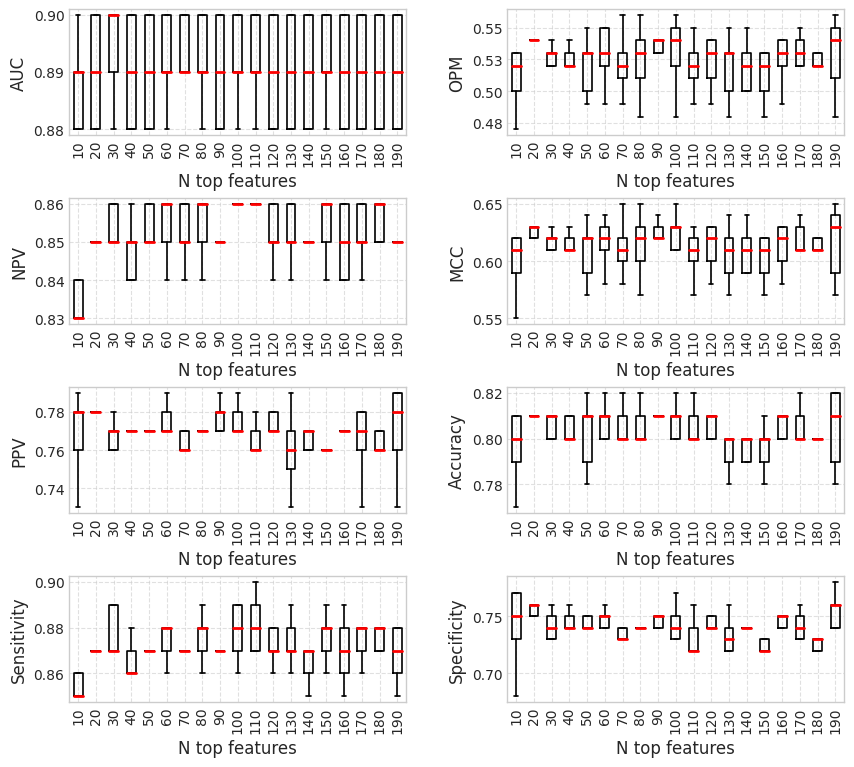 AUC
0.90
0.89
0.88
10 20 30 40 50 60 70 80 90 100 110 120 130 140 150 160 170 180 190
N top features
OPM
0.55
0.53
0.50
0.48
10 20 30 40 50 60 70 80 90 100 110 120 130 140 150 160 170 180 190
N top features
NPV
0.86
0.85
0.84
0.83
10 20 30 40 50 60 70 80 90 100 110 120 130 140 150 160 170 180 190
N top features
MCC
0.65
0.60
0.55
10 20 30 40 50 60 70 80 90 100 110 120 130 140 150 160 170 180 190
N top features
PPV
0.78
0.76
0.74
10 20 30 40 50 60 70 80 90 100 110 120 130 140 150 160 170 180 190
N top features
Accuracy
0.82
0.80
0.78
10 20 30 40 50 60 70 80 90 100 110 120 130 140 150 160 170 180 190
N top features
Sensitivity
0.90
0.88
0.86
10 20 30 40 50 60 70 80 90 100 110 120 130 140 150 160 170 180 190
N top features
Specificity
0.75
0.70
10 20 30 40 50 60 70 80 90 100 110 120 130 140 150 160 170 180 190
N top features